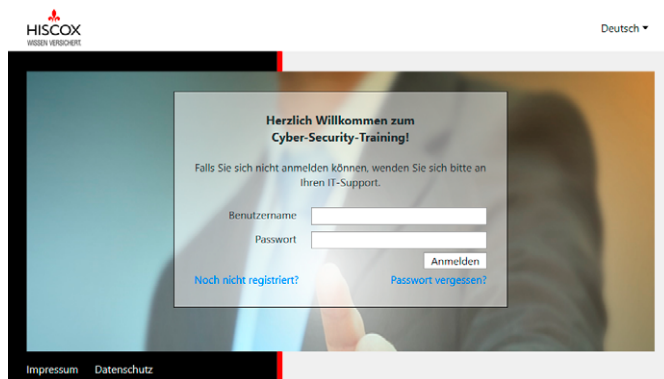 HISCOX
WISSEN VERSICHERT.
Deutsch
Herzlich Willkommen zum
Cyber-Security-Training!
Falls Sie sich nicht anmelden können, wenden Sie sich bitte an
Ihren IT-Support.
Benutzername
Passwort
Anmelden
Noch nicht registriert? Passwort vergessen?
Impressum Datenschutz